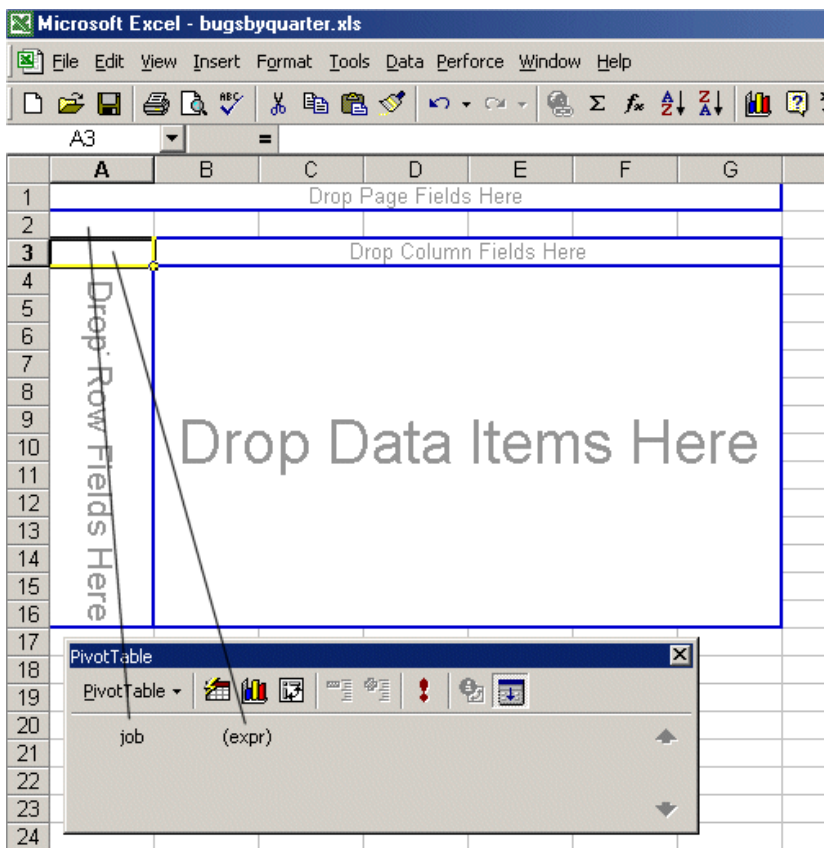 Microsoft Excel - bugsbyquarter.xls
File Edit View Insert Format Tools Data Perforce Window Help
ABC Σ fx A Z Z A ?
A3 =
A B C D E F G
1 Drop Page Fields Here
2
3 Drop Column Fields Here
4
5
6
7
8
9
10 Drop Data Items Here
11
12
13
14
15
16
Drop Row Fields Here
17
PivotTable
18
19 PivotTable
20
job (expr)
21
22
23
24